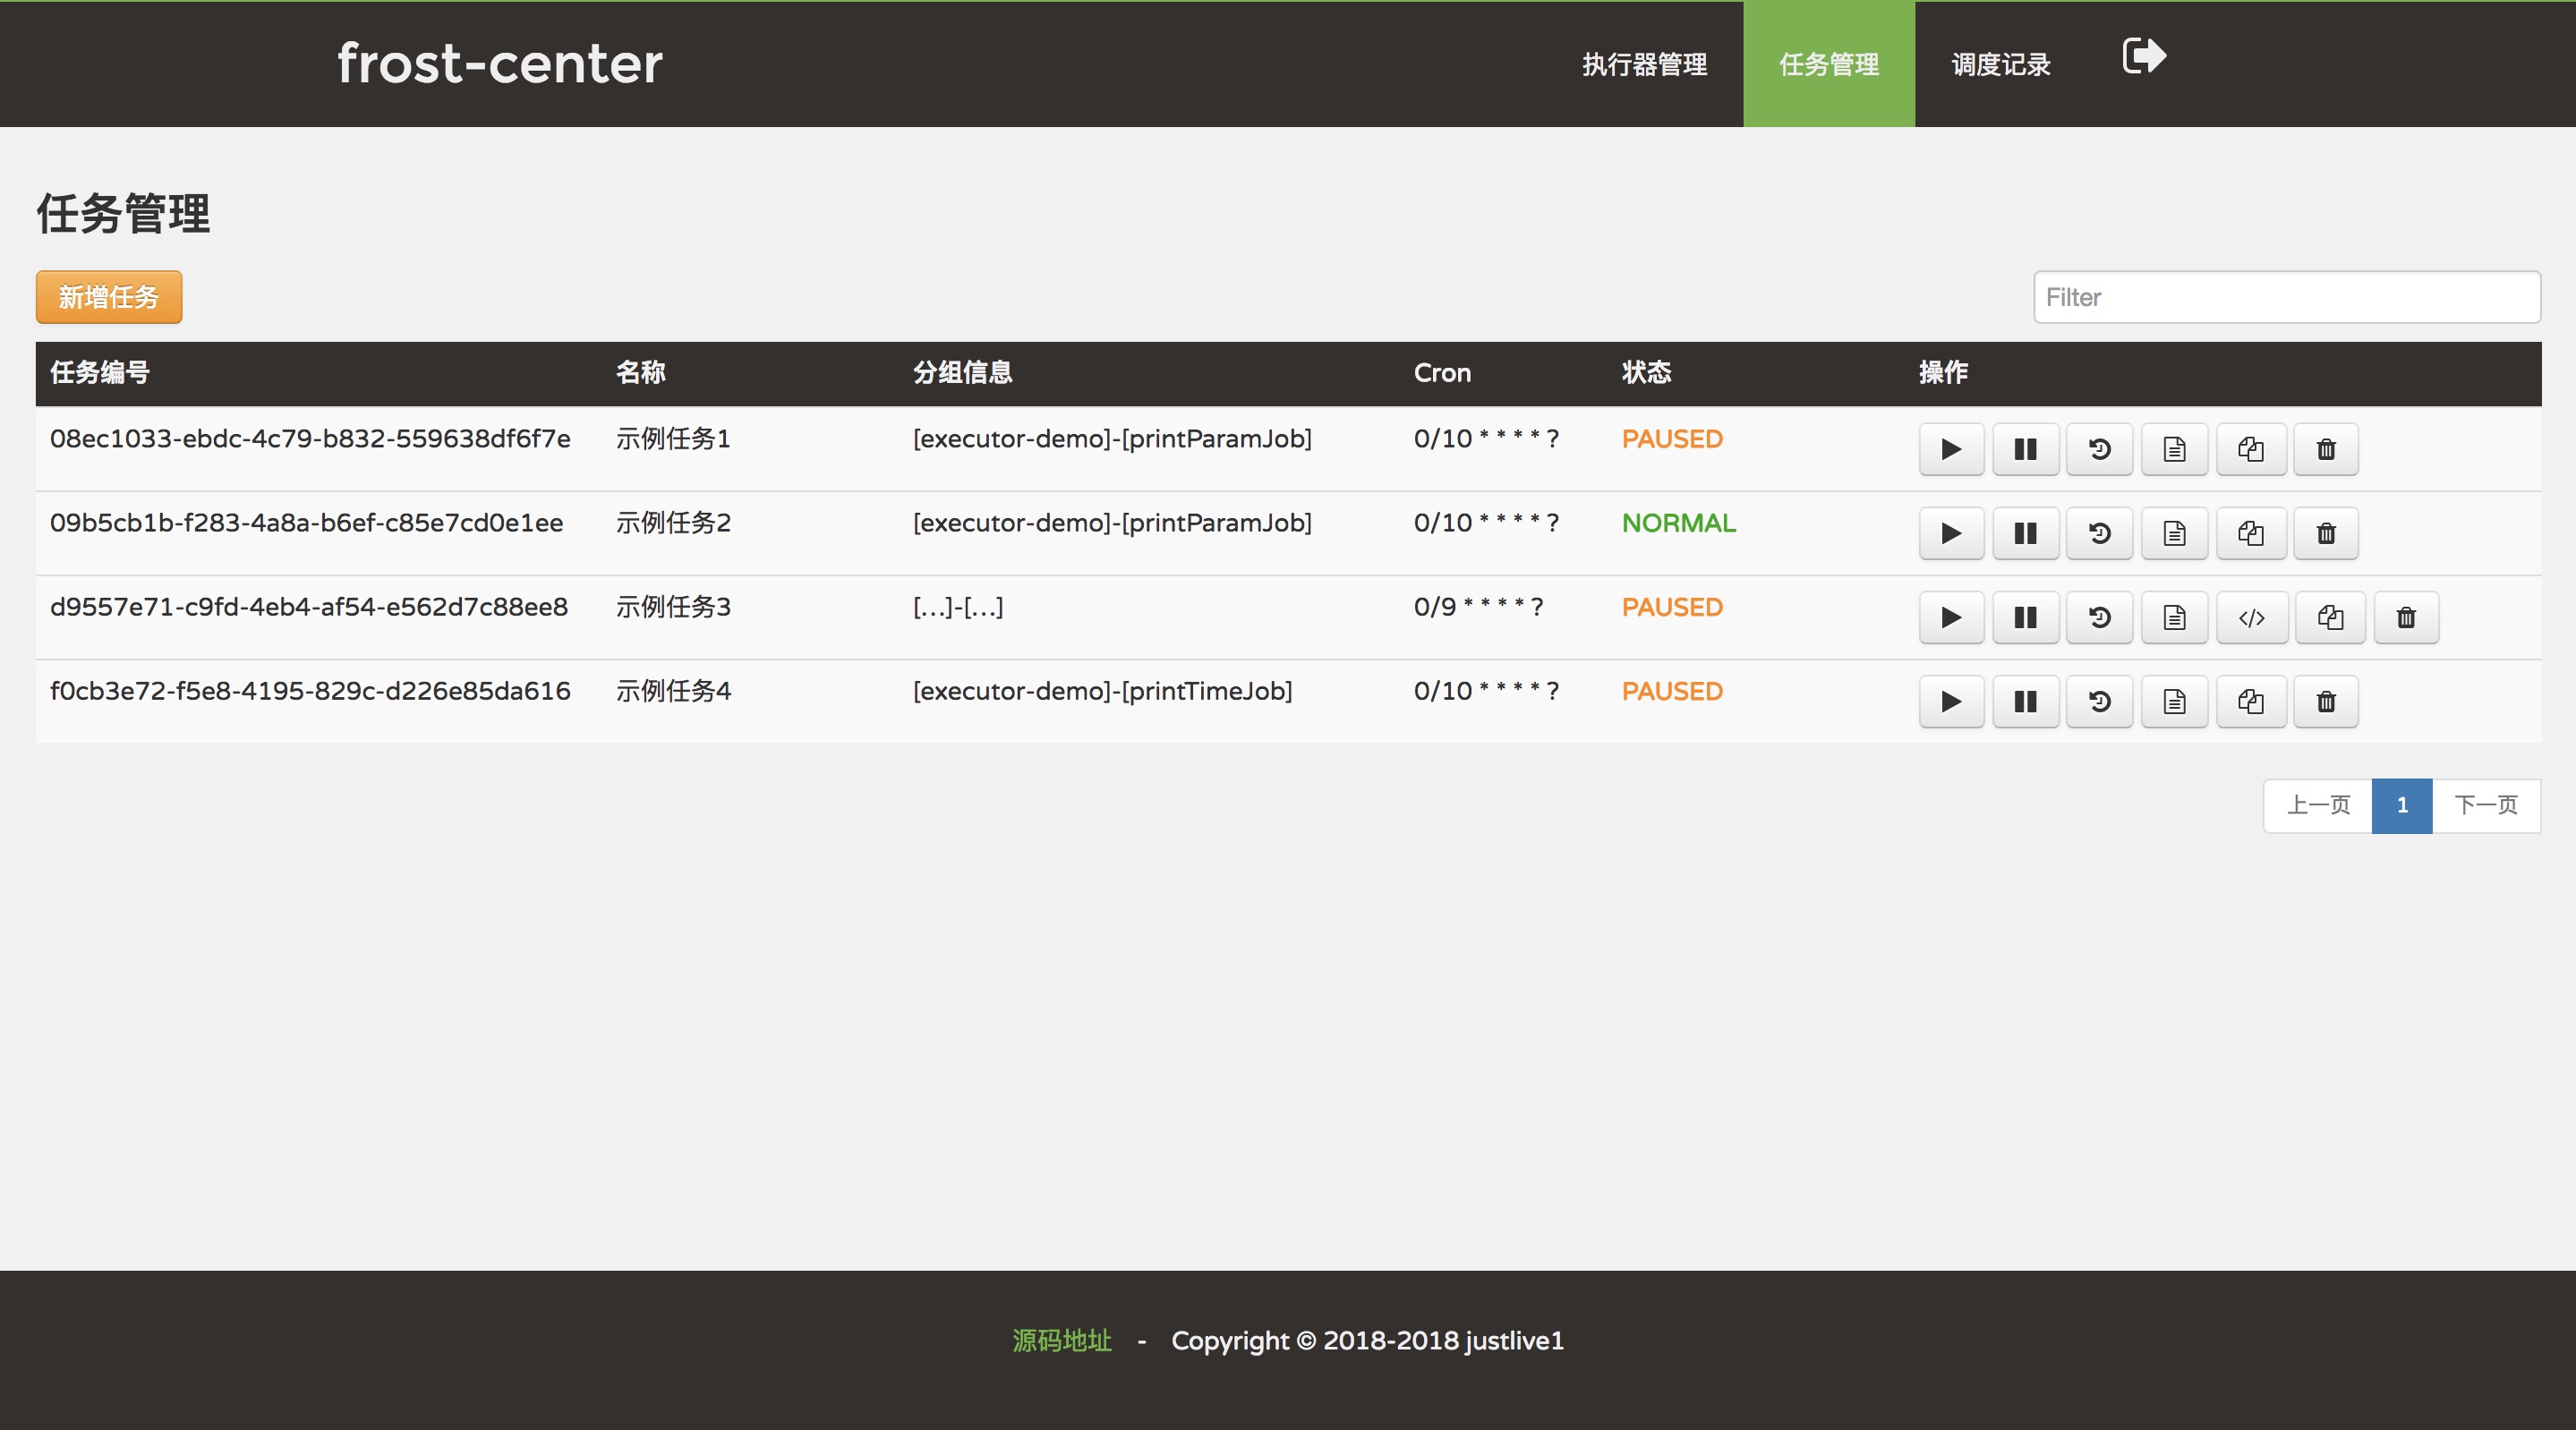 frost-center
执行器管理 任务管理 调度记录
任务管理
新增任务 Filter
任务编号 名称 分组信息 Cron 状态 操作
08ec1033-ebdc-4c79-b832-559638df6f7e 示例任务1 [executor-demo]-[printParamJob] 0/10 * * * * ? PAUSED
09b5cb1b-f283-4a8a-b6ef-c85e7cd0e1ee 示例任务2 [executor-demo]-[printParamJob] 0/10 * * * * ? NORMAL
d9557e71-c9fd-4eb4-af54-e562d7c88ee8 示例任务3 [...]-[...] 0/9 * * * * ? PAUSED
f0cb3e72-f5e8-4195-829c-d226e85da616 示例任务4 [executor-demo]-[printTimeJob] 0/10 * * * * ? PAUSED
上一页 1 下一页
源码地址 - Copyright © 2018-2018 justlive1